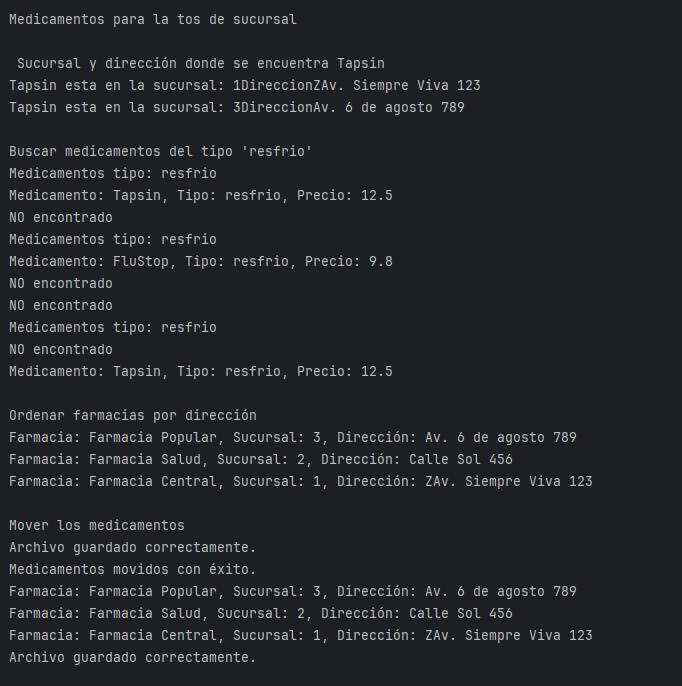 Medicamentos para la tos de sucursal
Sucursal y dirección donde se encuentra Tapsin
Tapsin esta en la sucursal: 1DireccionZAv. Siempre Viva 123
Tapsin esta en la sucursal: 3DireccionAv. 6 de agosto 789
Buscar medicamentos del tipo 'resfrio'
Medicamentos tipo: resfrio
Medicamento: Tapsin, Tipo: resfrio, Precio: 12.5
NO encontrado
Medicamentos tipo: resfrio
Medicamento: FluStop, Tipo: resfrio, Precio: 9.8
NO encontrado
NO encontrado
Medicamentos tipo: resfrio
NO encontrado
Medicamento: Tapsin, Tipo: resfrio, Precio: 12.5
Ordenar farmacias por dirección
Farmacia: Farmacia Popular, Sucursal: 3, Dirección: Av. 6 de agosto 789
Farmacia: Farmacia Salud, Sucursal: 2, Dirección: Calle Sol 456
Farmacia: Farmacia Central, Sucursal: 1, Dirección: ZAv. Siempre Viva 123
Mover los medicamentos
Archivo guardado correctamente.
Medicamentos movidos con éxito.
Farmacia: Farmacia Popular, Sucursal: 3, Dirección: Av. 6 de agosto 789
Farmacia: Farmacia Salud, Sucursal: 2, Dirección: Calle Sol 456
Farmacia: Farmacia Central, Sucursal: 1, Dirección: ZAv. Siempre Viva 123
Archivo guardado correctamente.